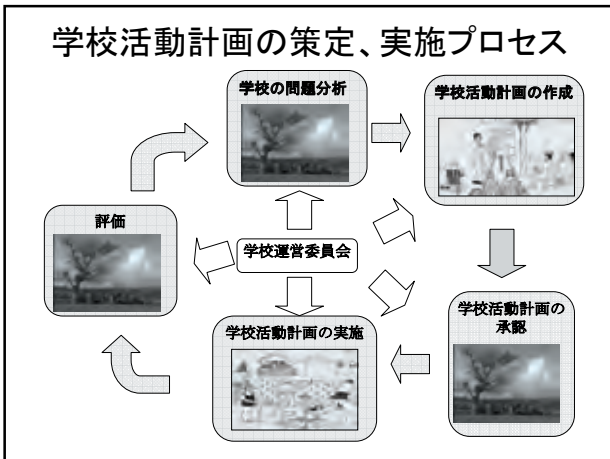 学校活動計画の策定、実施プロセス
学校の問題分析
学校活動計画の作成
評価
学校運営委員会
学校活動計画の
承認
学校活動計画の実施